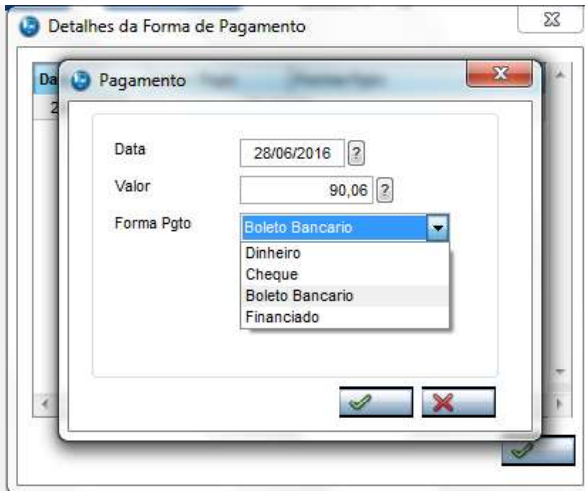 Detalhes da Forma de Pagamento
Da
Pagamento
2
Data
28/06/2016 ?
Valor
90,06 ?
Forma Pgto
Boleto Bancario
Dinheiro
Cheque
Boleto Bancario
Financiado